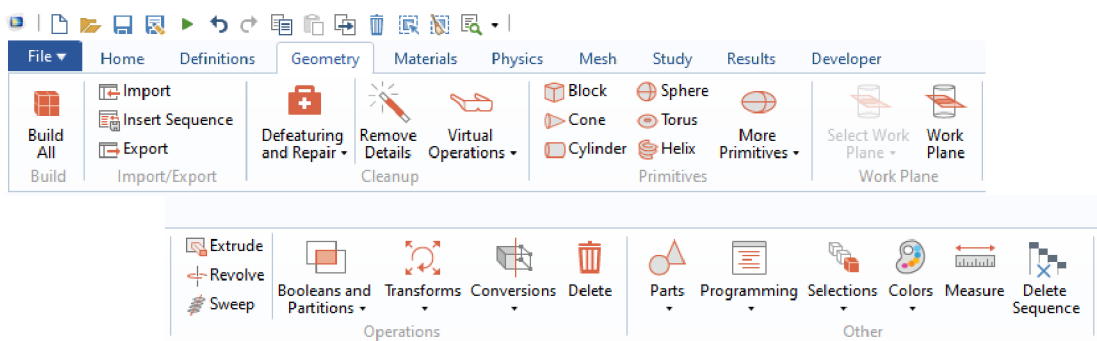 File
Home Definitions Geometry Materials Physics Mesh Study Results Developer
Import
Insert Sequence
Export
Build
All
Build
Import/Export
Defeaturing
and Repair
Remove
Details
Virtual
Operations
Cleanup
Block
Cone
Cylinder
Sphere
Torus
Helix
More
Primitives
Primitives
Select Work
Plane
Work
Plane
Work Plane
Extrude
Revolve
Sweep
Booleans and
Partitions
Transforms
Conversions
Delete
Operations
Parts
Programming
Selections
Colors
Measure
Delete
Sequence
Other